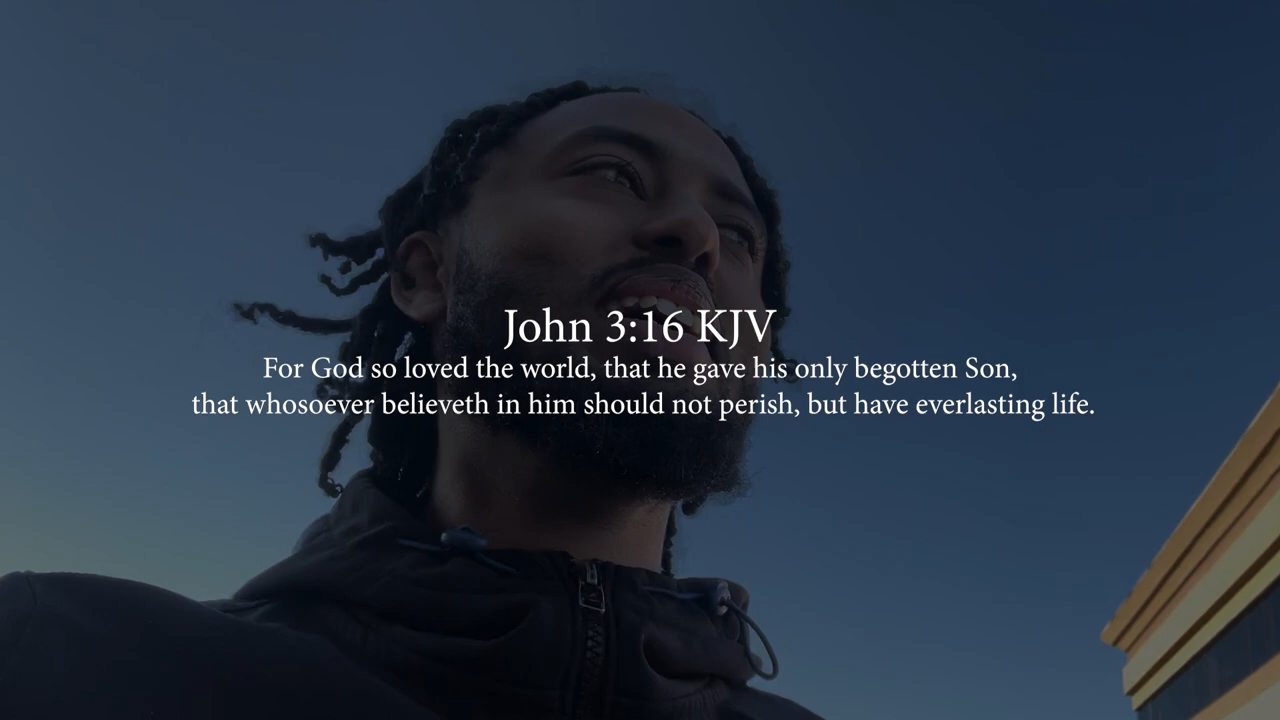 John 3:16 KJV
For God so loved the world, that he gave his only begotten Son,
that whosoever believeth in him should not perish, but have everlasting life.